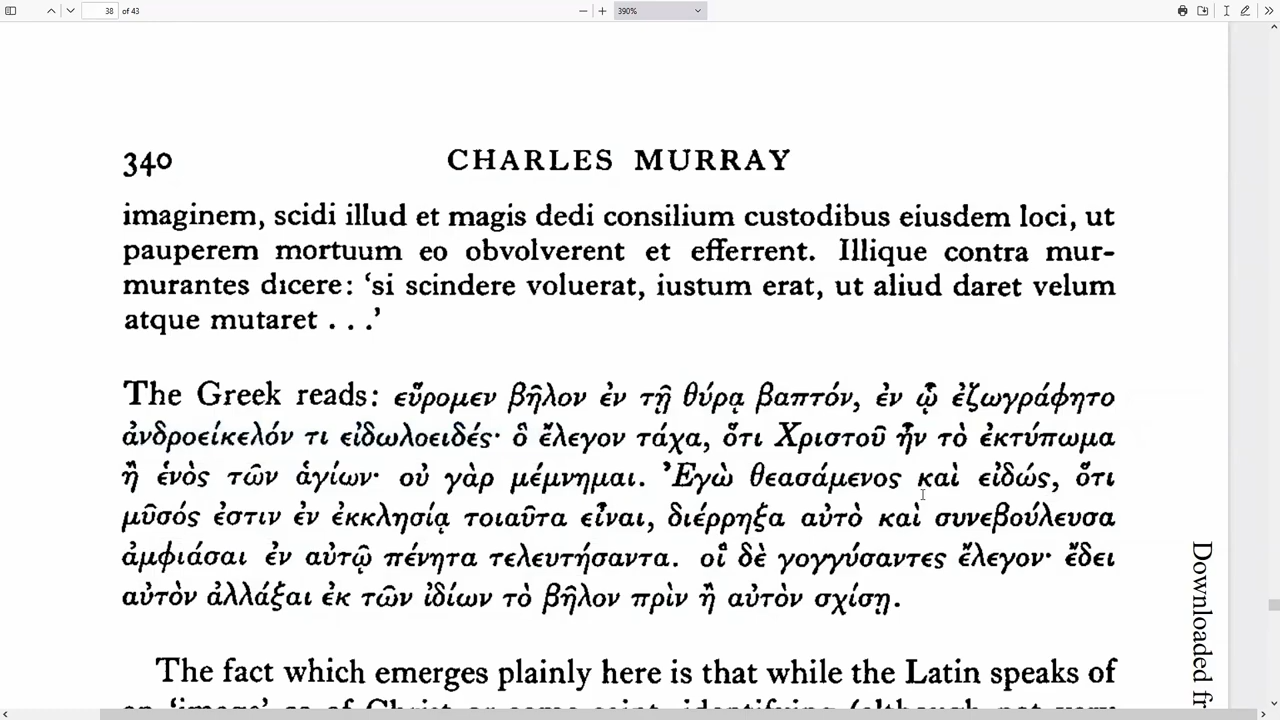 38 of 43
390%
340 CHARLES MURRAY
imaginem, scidi illud et magis dedi consilium custodibus eiusdem loci, ut
pauperem mortuum eo obvolverent et efferrent. Illique contra mur-
murantes dicere: ‘si scindere voluerat, iustum erat, ut aliud daret velum
atque mutaret . . .’
The Greek reads: εὕρομεν βῆλον ἐν τῇ θύρᾳ βαπτόν, ἐν ᾧ ἐζωγράφητο
ἀνδροείκελόν τι εἰδωλοειδές· ὃ ἔλεγον τάχα, ὅτι Χριστοῦ ἦν τὸ ἐκτύπωμα
ἢ ἑνὸς τῶν ἁγίων· οὐ γὰρ μέμνημαι. Ἐγὼ θεασάμενος καὶ εἰδώς, ὅτι
μῦσός ἐστιν ἐν ἐκκλησίᾳ τοιαῦτα εἶναι, διέρρηξα αὐτὸ καὶ συνεβούλευσα
ἀμφιάσαι ἐν αὐτῷ πένητα τελευτήσαντα. οἳ δὲ γογγύσαντες ἔλεγον· ἔδει
αὐτὸν ἀλλάξαι ἐκ τῶν ἰδίων τὸ βῆλον πρὶν ἢ αὐτὸν σχίσῃ.
The fact which emerges plainly here is that while the Latin speaks of
Downloaded fr